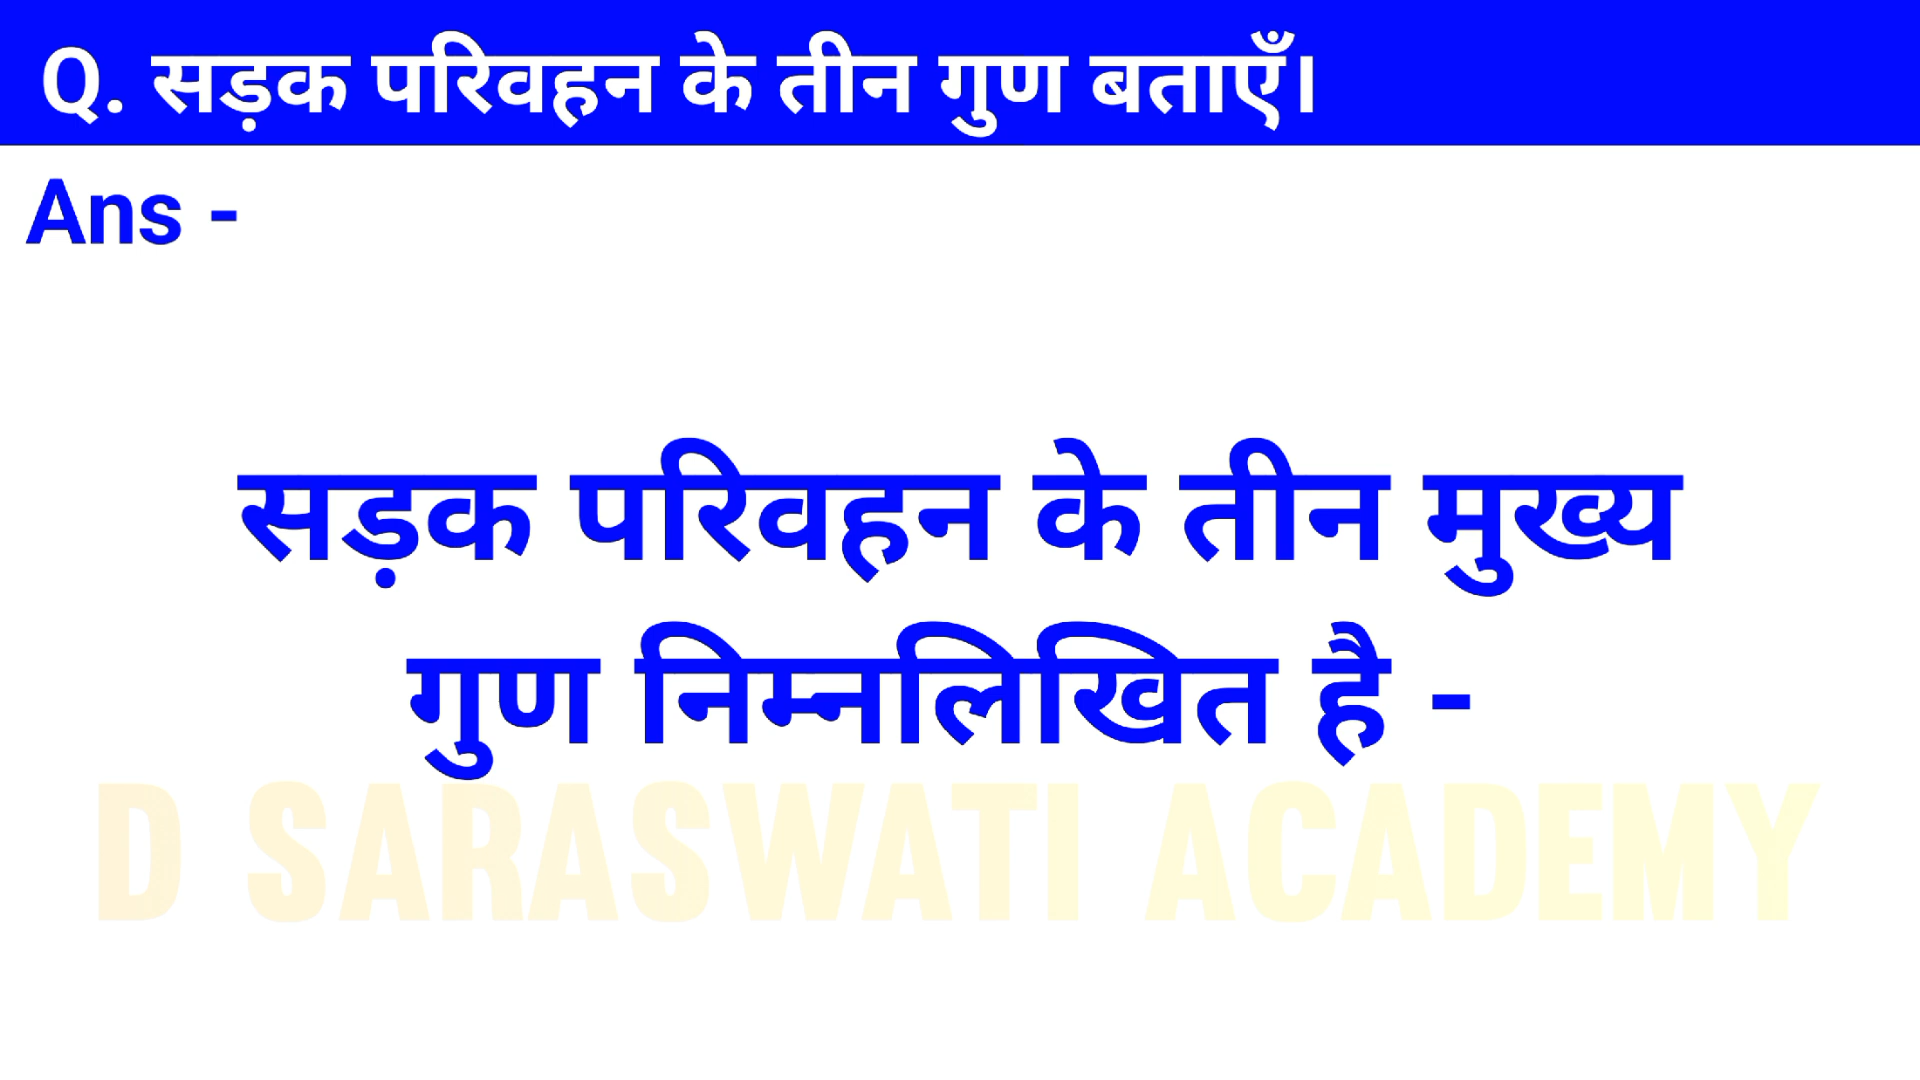 Q. सड़क परिवहन के तीन गुण बताएँ।
Ans -
सड़क परिवहन के तीन मुख्य
गुण निम्नलिखित है -
D SARASWATI ACADEMY